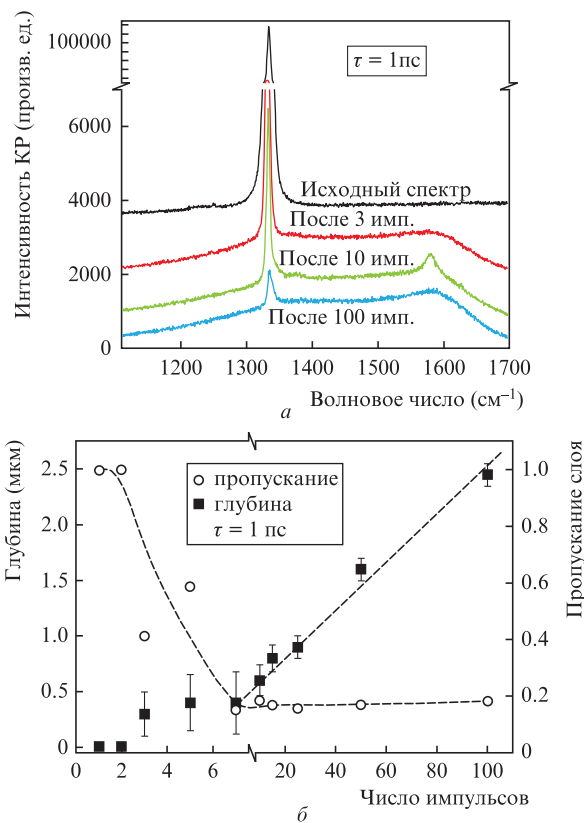 100000
τ = 1пс
6000
4000
2000
0
Интенсивность КР (произв. ед.)
Исходный спектр
После 3 имп.
После 10 имп.
После 100 имп.
1200 1300 1400 1500 1600 1700
а Волновое число (см⁻¹)
2.5
2.0
1.5
1.0
0.5
0
Глубина (мкм)
пропускание
глубина
τ = 1 пс
1.0
0.8
0.6
0.4
0.2
0
Пропускание слоя
0 2 4 6 20 40 60 80 100
б Число импульсов